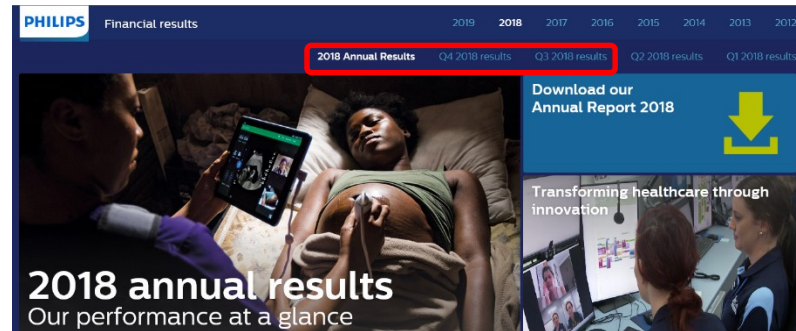 PHILIPS Financial results 2019 2018 2017 2016 2015 2014 2013 2012
2018 Annual Results Q4 2018 results Q3 2018 results Q2 2018 results Q1 2018 results
Download our
Annual Report 2018
Transforming healthcare through
innovation
2018 annual results
Our performance at a glance